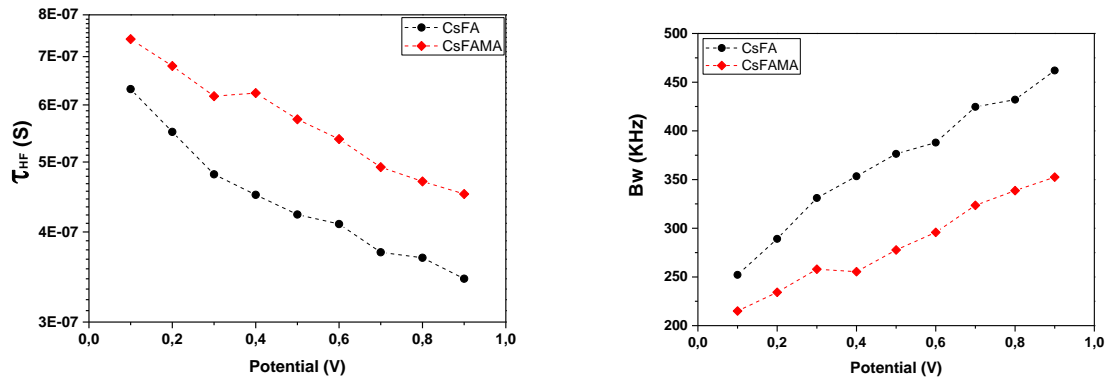 8E-07
7E-07
6E-07
5E-07
4E-07
3E-07
τHF (S)
CsFA
CsFAMA
0,0 0,2 0,4 0,6 0,8 1,0
Potential (V)
500
450
400
350
300
250
200
Bw (KHz)
CsFA
CsFAMA
0,0 0,2 0,4 0,6 0,8 1,0
Potential (V)